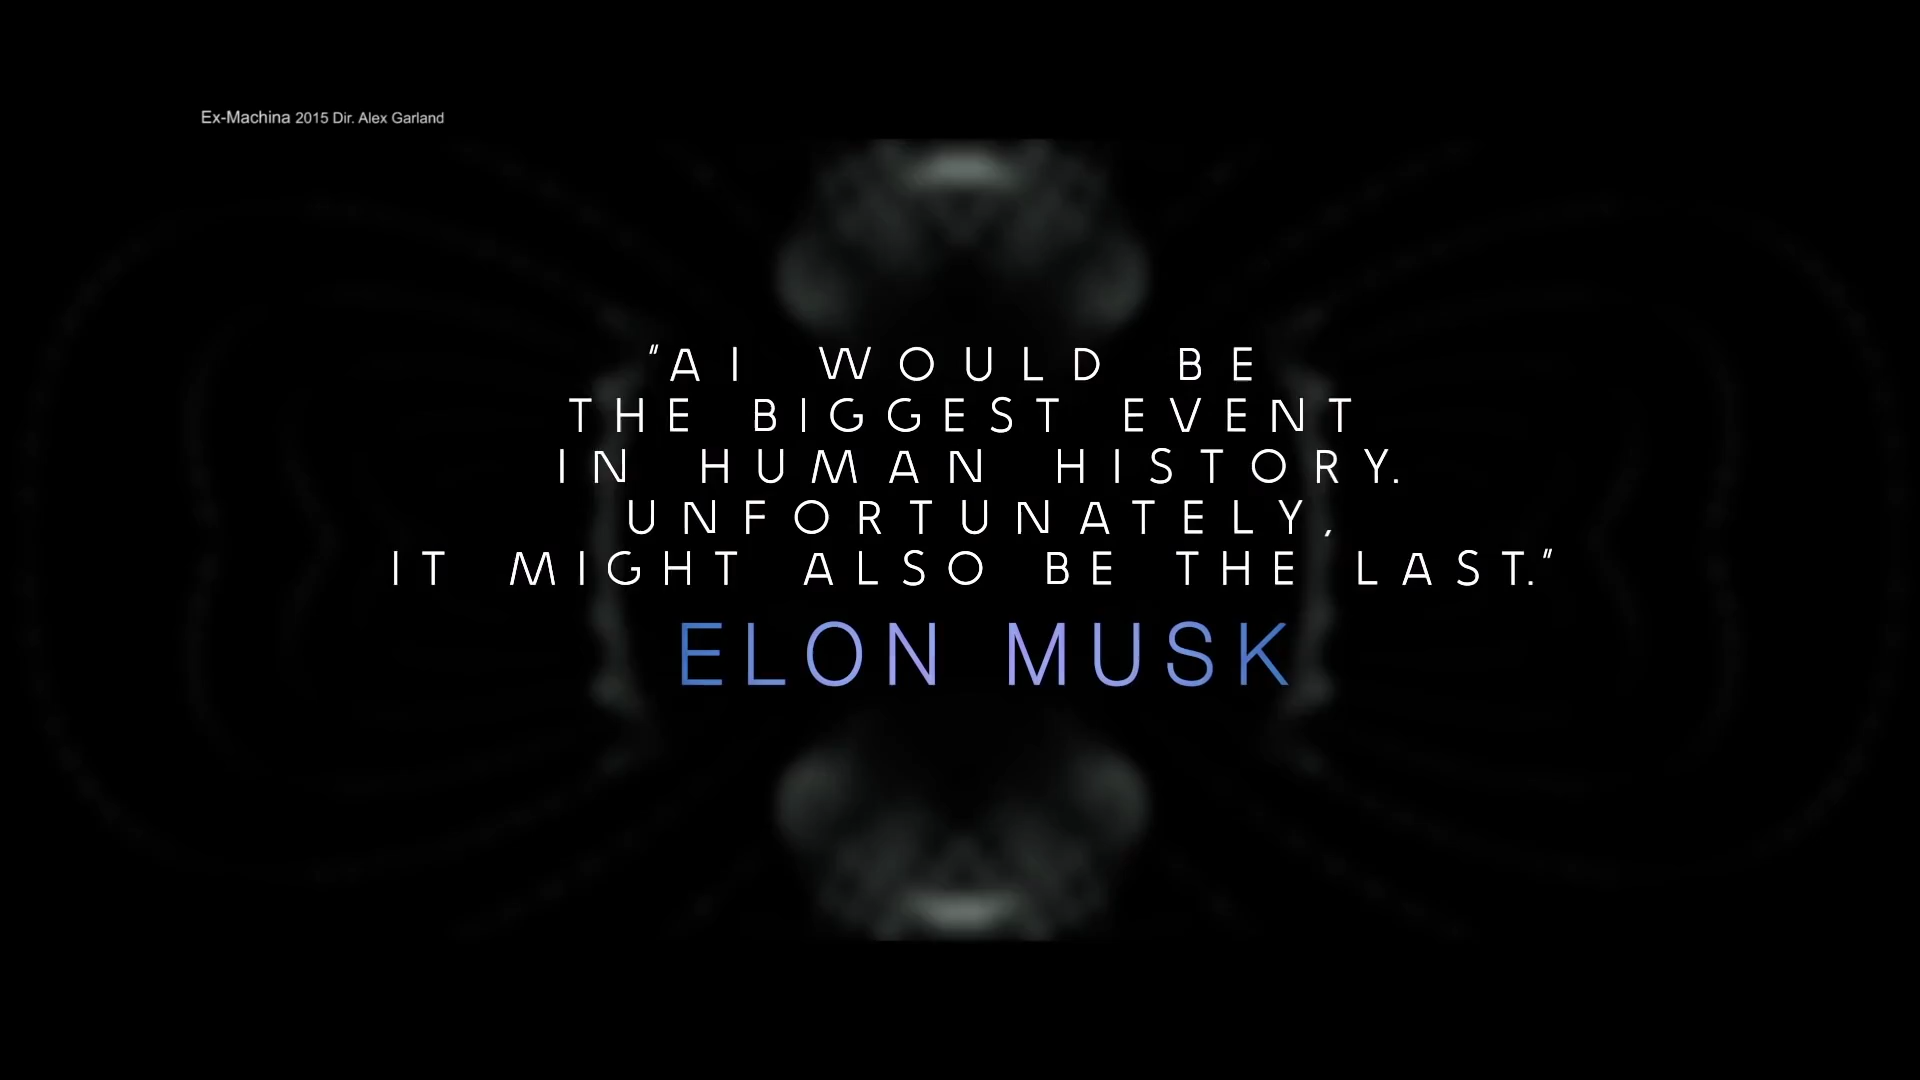 Ex-Machina 2015 Dir. Alex Garland
"AI WOULD BE
THE BIGGEST EVENT
IN HUMAN HISTORY.
UNFORTUNATELY,
IT MIGHT ALSO BE THE LAST."
ELON MUSK